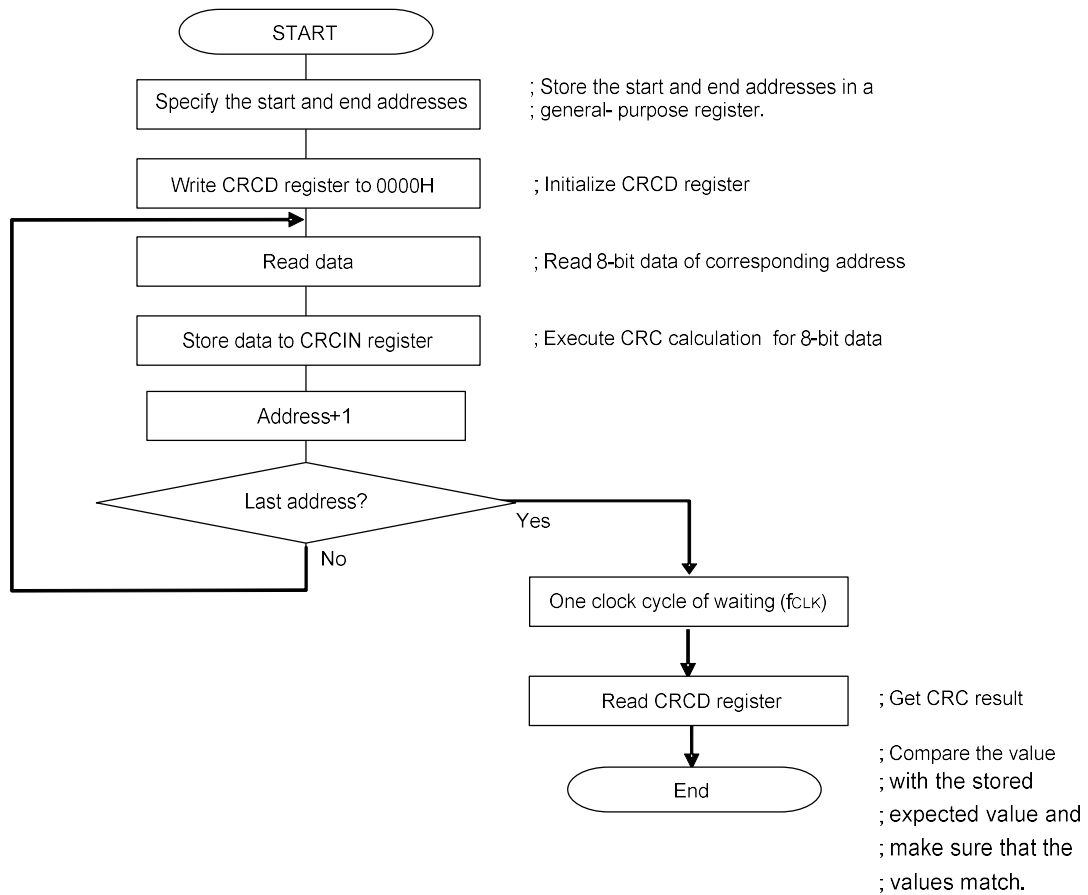 START
Specify the start and end addresses
; Store the start and end addresses in a
; general- purpose register.
Write CRCD register to 0000H
; Initialize CRCD register
Read data
; Read 8-bit data of corresponding address
Store data to CRCIN register
; Execute CRC calculation for 8-bit data
Address+1
Last address?
Yes
No
One clock cycle of waiting (fCLK)
Read CRCD register
; Get CRC result
; Compare the value
; with the stored
; expected value and
; make sure that the
; values match.
End